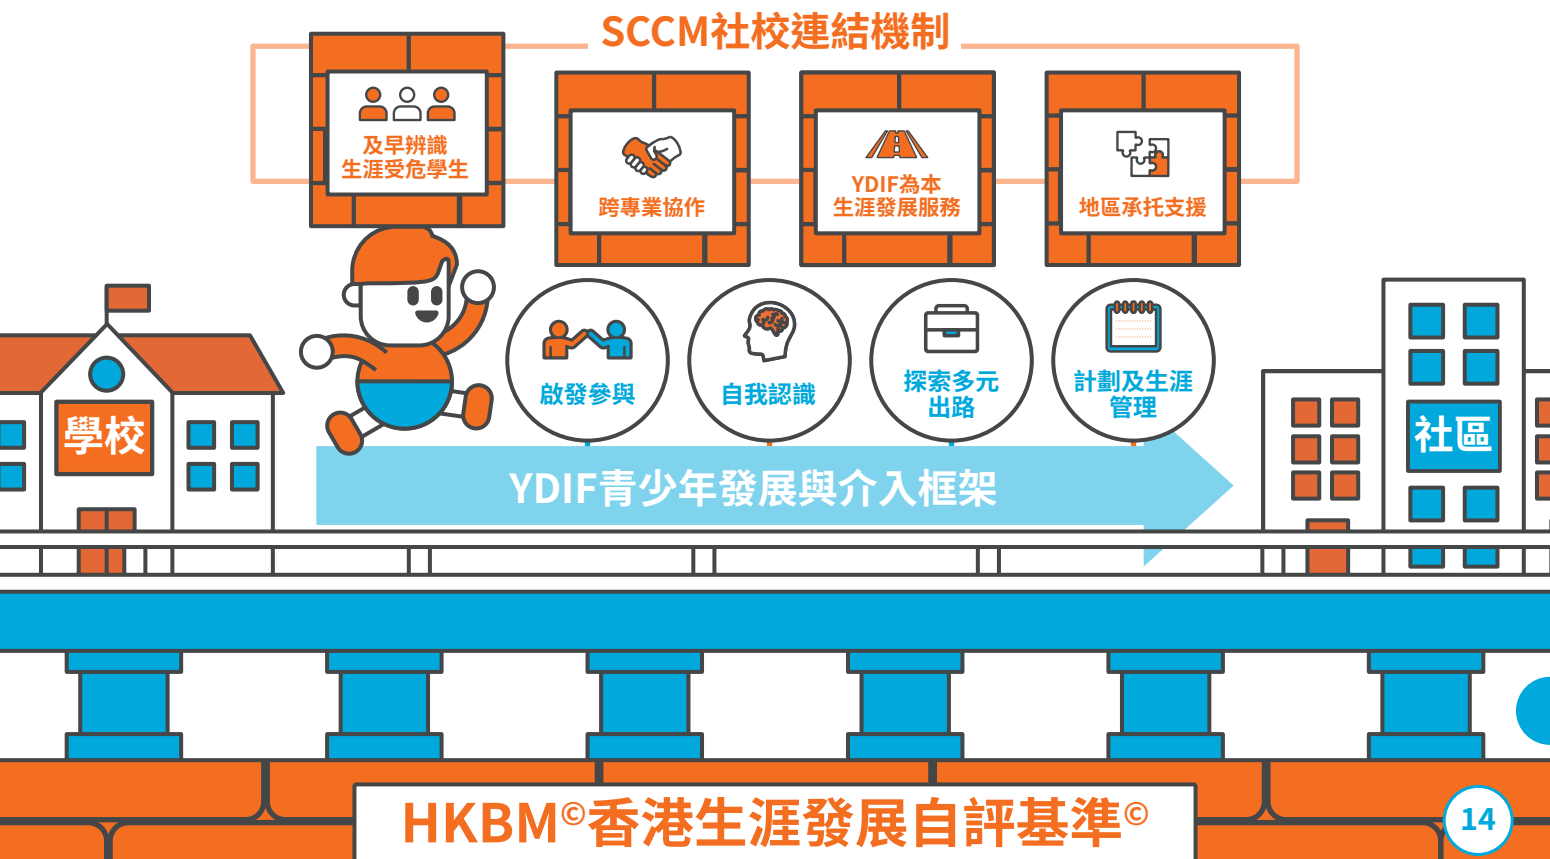 SCCM社校連結機制
及早辨識
生涯受危學生
跨專業協作
YDIF為本
生涯發展服務
地區承托支援
啟發參與
自我認識
探索多元
出路
計劃及生涯
管理
學校
社區
YDIF青少年發展與介入框架
HKBM©香港生涯發展自評基準©
14